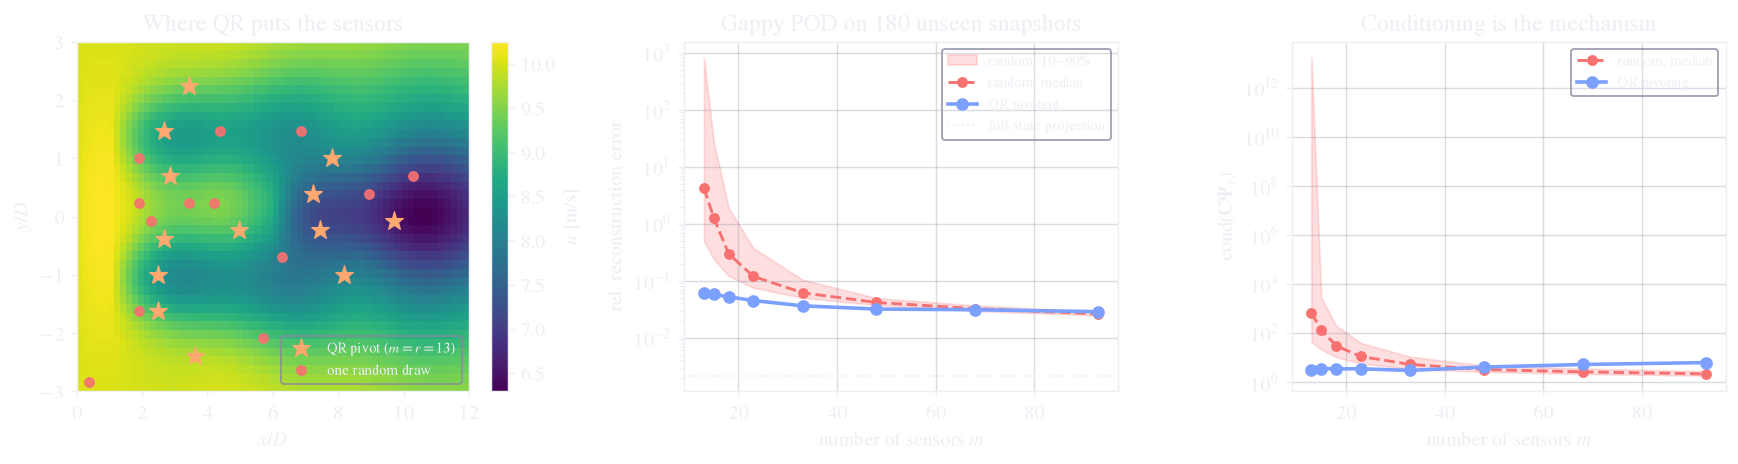 Where QR puts the sensors
3
2
1
0
−1
−2
−3
y/D
0 2 4 6 8 10 12
x/D
QR pivot (m = r = 13)
one random draw
10.0
9.5
9.0
8.5
8.0
7.5
7.0
6.5
u [m/s]
Gappy POD on 180 unseen snapshots
10³
10²
10¹
10⁰
10⁻¹
10⁻²
rel. reconstruction error
20 40 60 80
number of sensors m
random, 10--90%
random, median
QR pivoting
full-state projection
Conditioning is the mechanism
10¹²
10¹⁰
10⁸
10⁶
10⁴
10²
10⁰
cond(CΨᵣ)
20 40 60 80
number of sensors m
random, median
QR pivoting